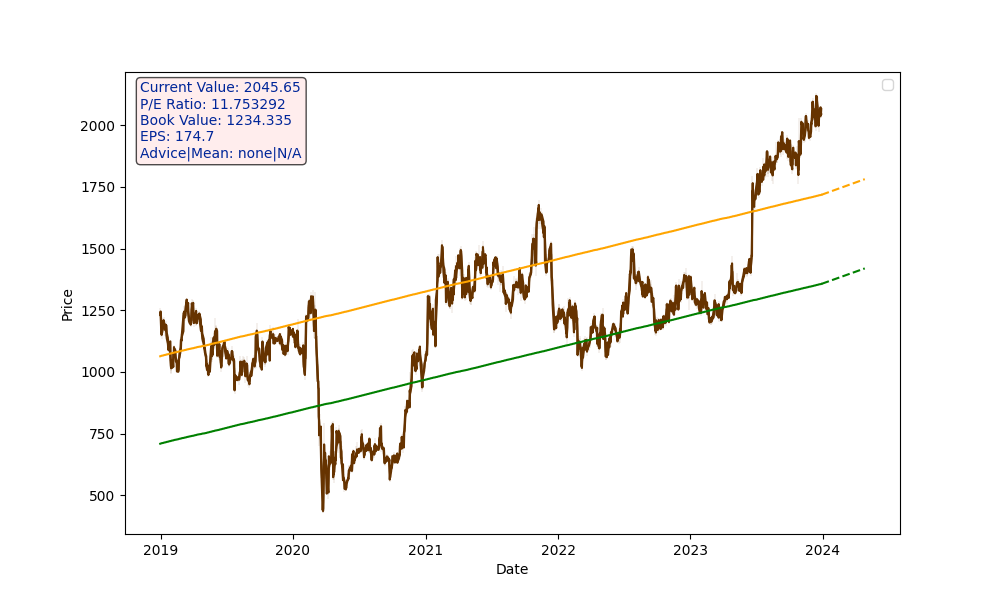 Current Value: 2045.65
P/E Ratio: 11.753292
Book Value: 1234.335
EPS: 174.7
Advice|Mean: none|N/A
2000
1750
1500
1250
1000
750
500
Price
2019
2020
2021
2022
2023
2024
Date